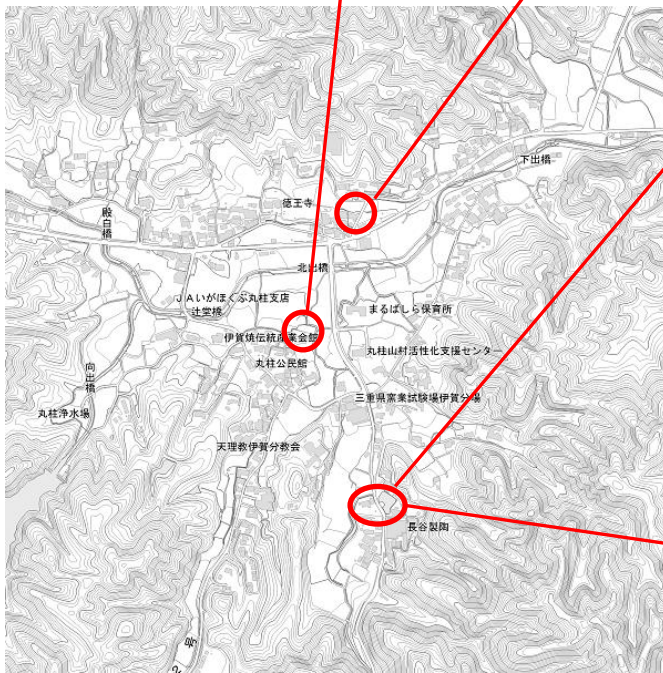 下出橋
徳王寺
殿白橋
北出橋
JAいがほくぶ丸柱支店
辻堂橋
まるばしら保育所
伊賀焼伝統産業会館
丸柱山村活性化支援センター
丸柱公民館
向出橋
三重県窯業試験場伊賀分場
丸柱浄水場
天理教伊賀分教会
長谷製陶
号